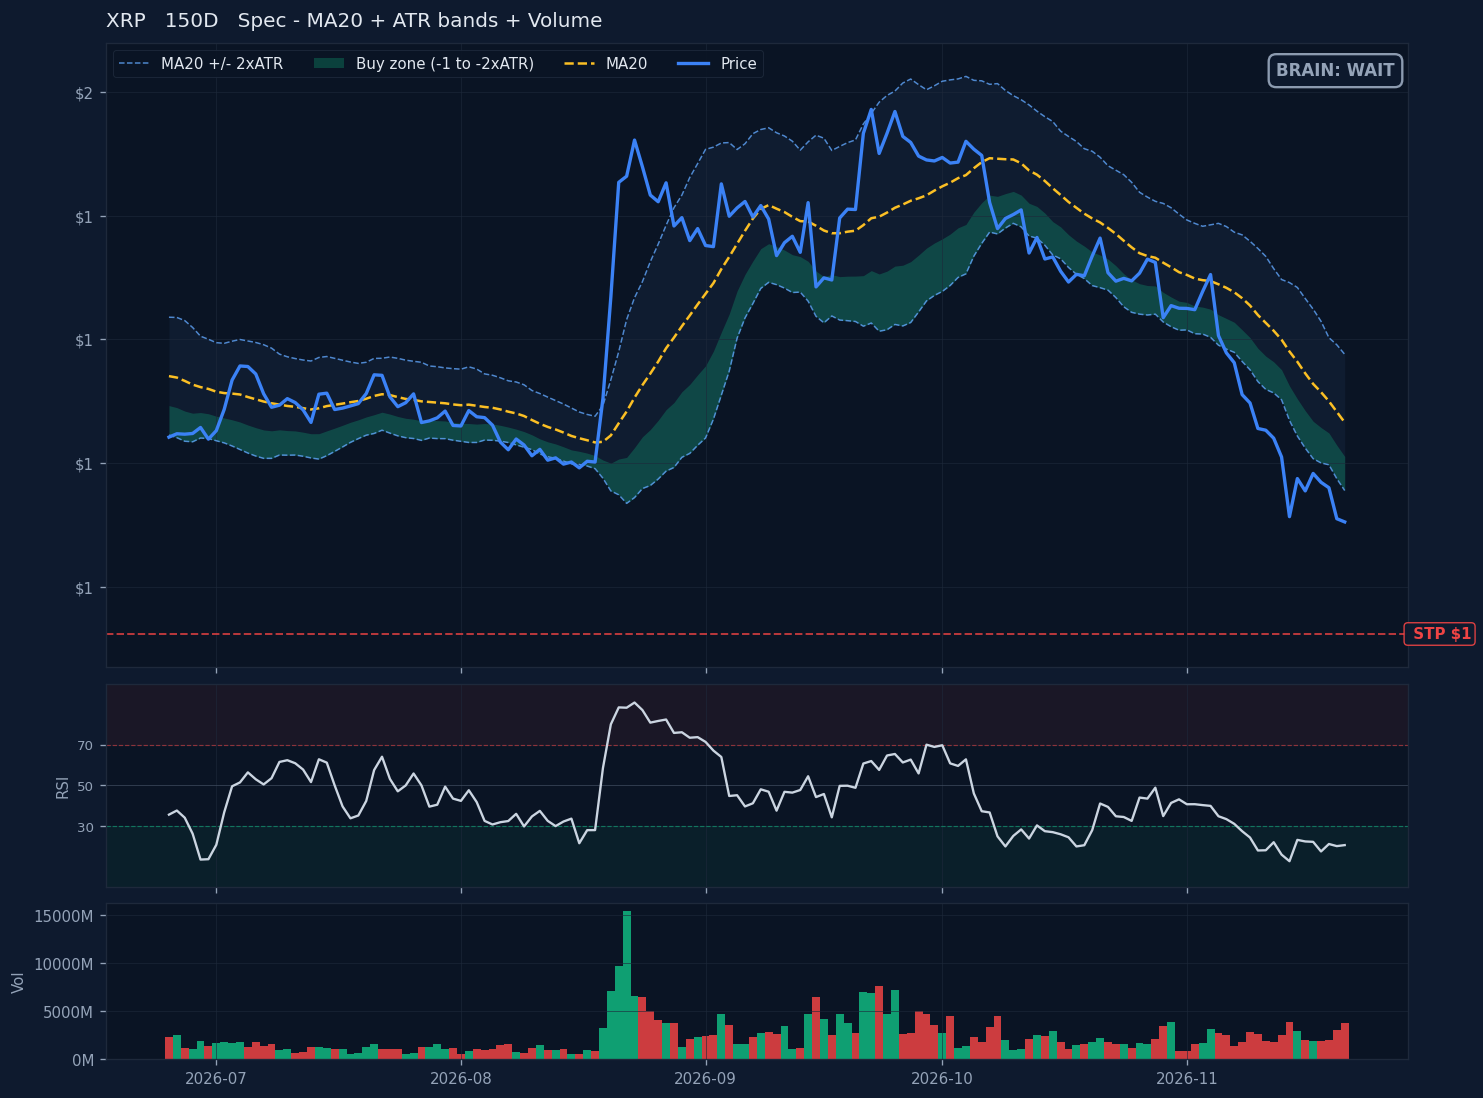 XRP   150D   Spec - MA20 + ATR bands + Volume
MA20 +/- 2xATR
Buy zone (-1 to -2xATR)
MA20
Price
BRAIN: WAIT
$2
$1
$1
$1
$1
STP $1
RSI
70
50
30
Vol
15000M
10000M
5000M
0M
2026-07
2026-08
2026-09
2026-10
2026-11